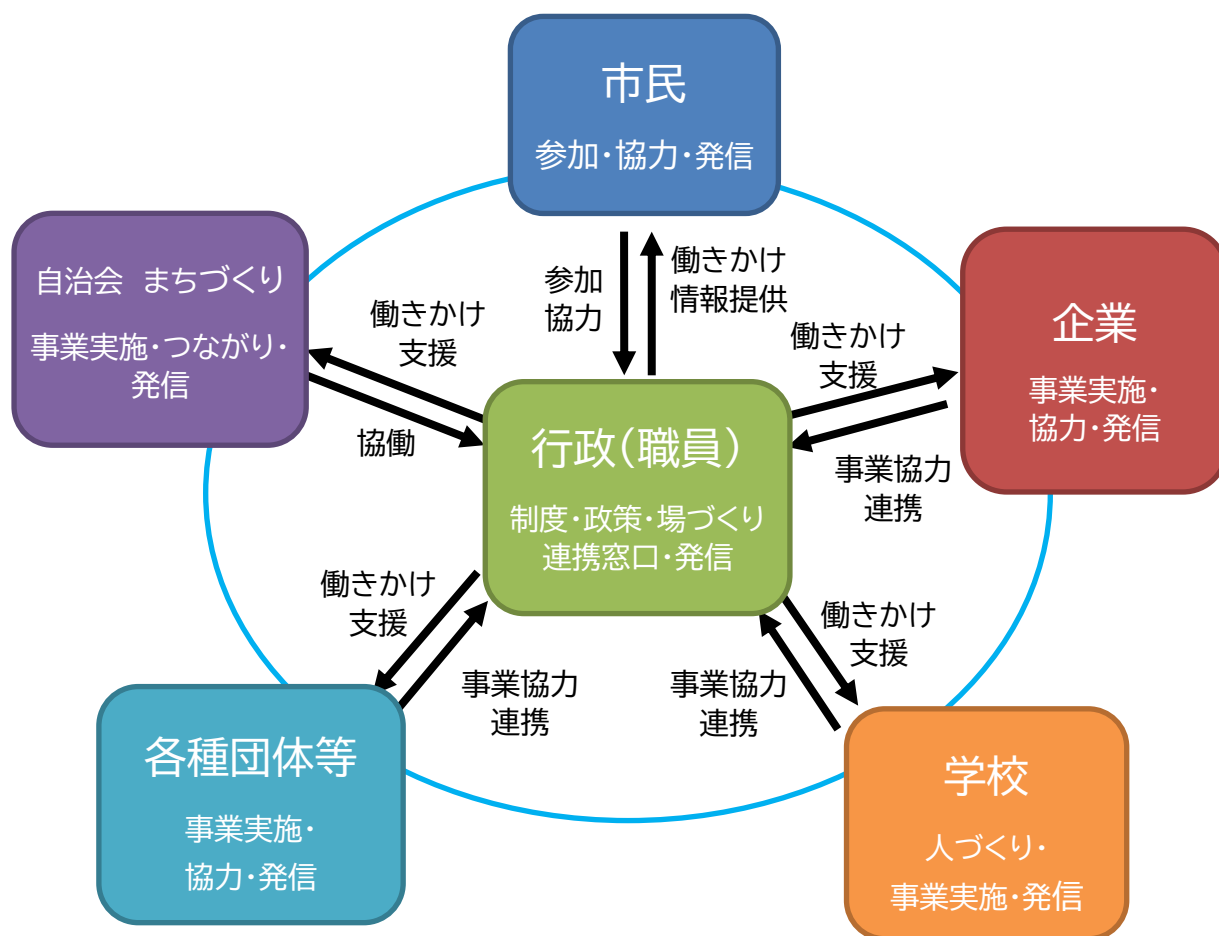 市民
参加・協力・発信
自治会　まちづくり
事業実施・つながり・
発信
企業
事業実施・
協力・発信
参加
協力
働きかけ
情報提供
働きかけ
支援
協働
働きかけ
支援
事業協力
連携
行政(職員)
制度・政策・場づくり
連携窓口・発信
働きかけ
支援
事業協力
連携
働きかけ
支援
事業協力
連携
各種団体等
事業実施・
協力・発信
学校
人づくり・
事業実施・発信